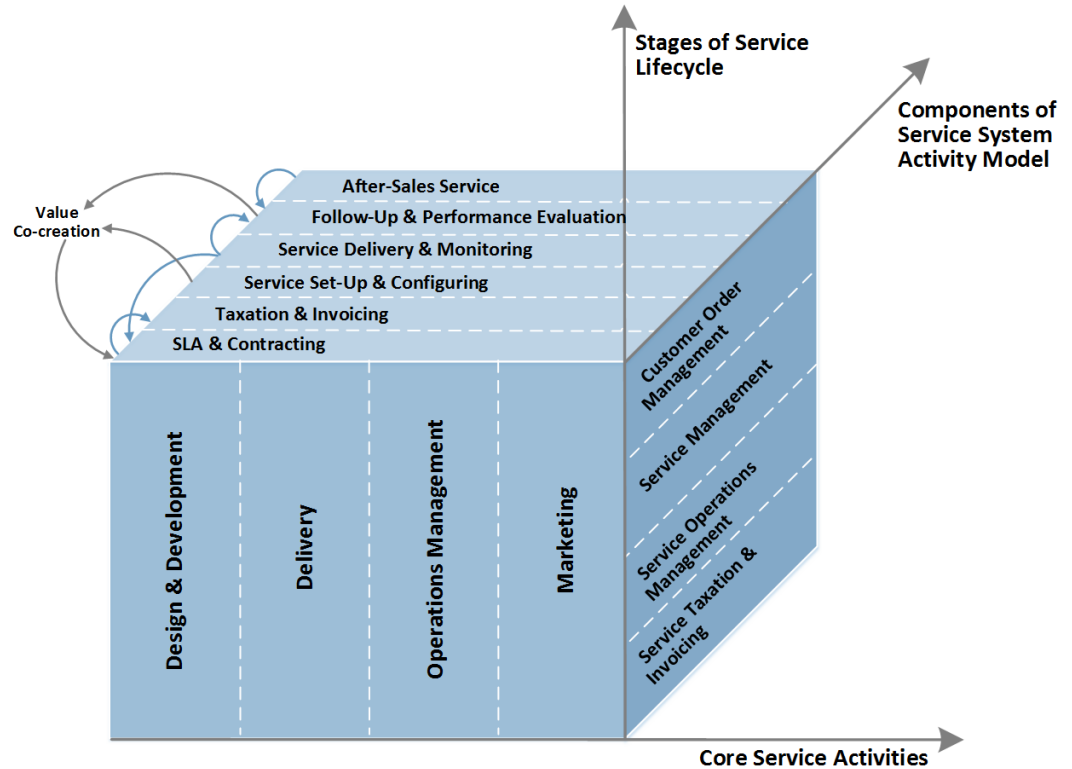 Stages of Service
Lifecycle
Components of
Service System
Activity Model
Value
Co-creation
After-Sales Service
Follow-Up & Performance Evaluation
Service Delivery & Monitoring
Service Set-Up & Configuring
Taxation & Invoicing
SLA & Contracting
Design & Development
Delivery
Operations Management
Marketing
Customer Order
Management
Service Management
Service Operations
Management
Service Taxation &
Invoicing
Core Service Activities